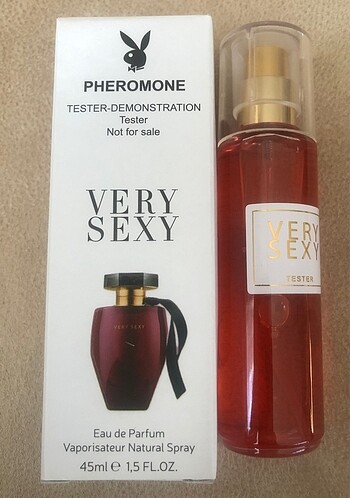 PHEROMONE
TESTER-DEMONSTRATION
Tester
Not for sale
VERY
SEXY
VERY SEXY
Eau de Parfum
Vaporisateur Natural Spray
45ml ℮ 1,5 FL.OZ.
VERY
SEXY
TESTER